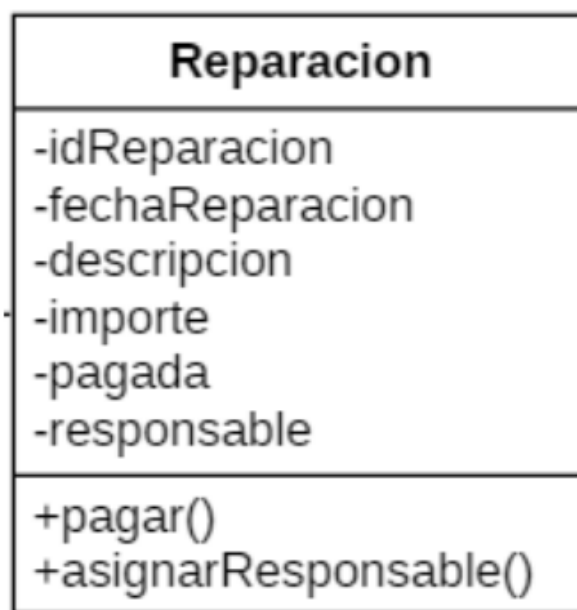 Reparacion
-idReparacion
-fechaReparacion
-descripcion
-importe
-pagada
-responsable
+pagar()
+asignarResponsable()